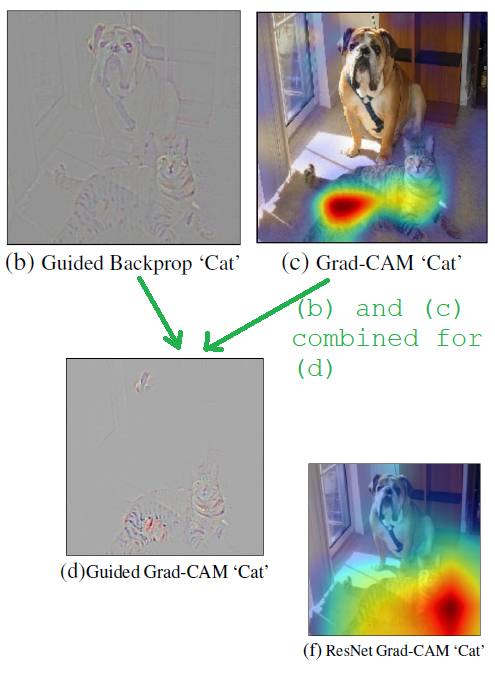 (b) Guided Backprop ‘Cat’
(c) Grad-CAM ‘Cat’
(b) and (c)
combined for
(d)
(d)Guided Grad-CAM ‘Cat’
(f) ResNet Grad-CAM ‘Cat’